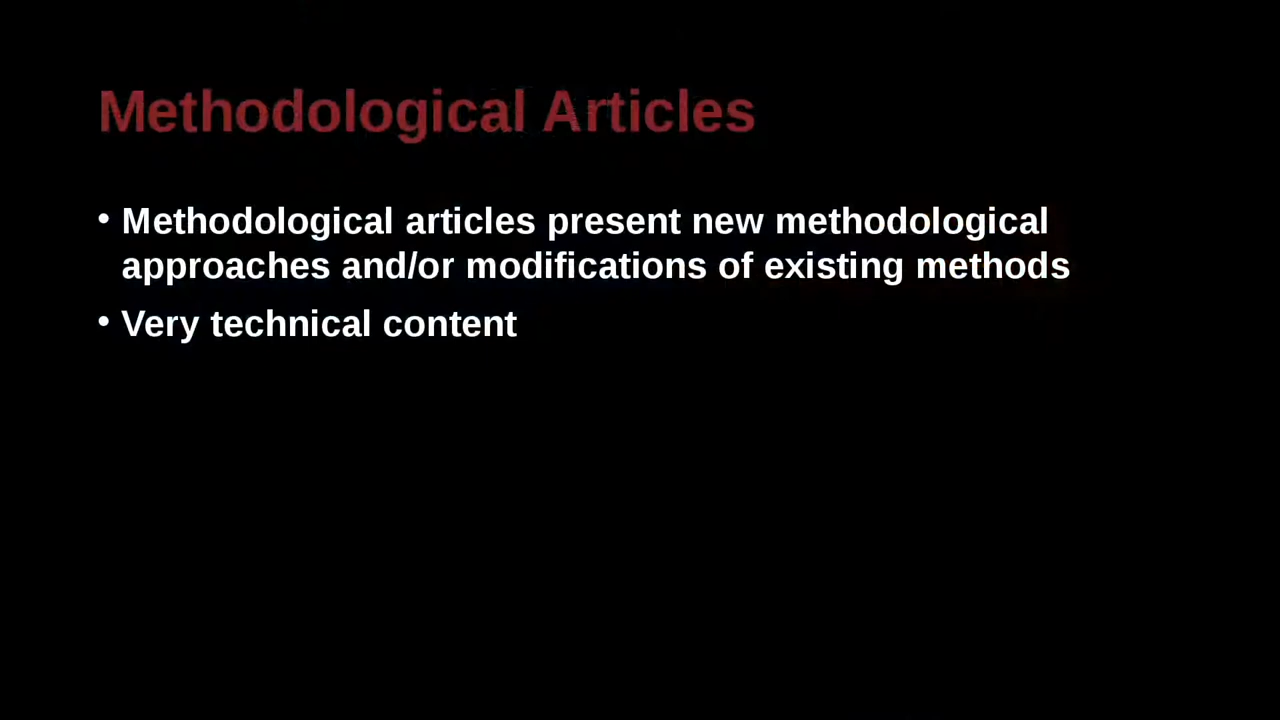 Methodological Articles
• Methodological articles present new methodological
approaches and/or modifications of existing methods
• Very technical content